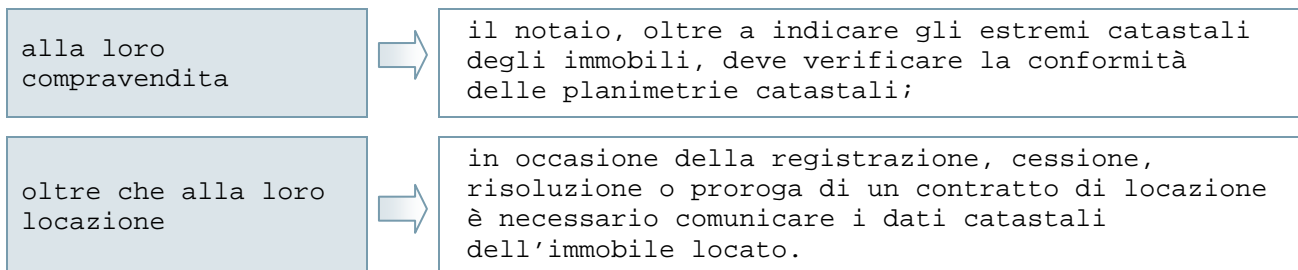 alla loro
compravendita
il notaio, oltre a indicare gli estremi catastali
degli immobili, deve verificare la conformità
delle planimetrie catastali;
oltre che alla loro
locazione
in occasione della registrazione, cessione,
risoluzione o proroga di un contratto di locazione
è necessario comunicare i dati catastali
dell'immobile locato.